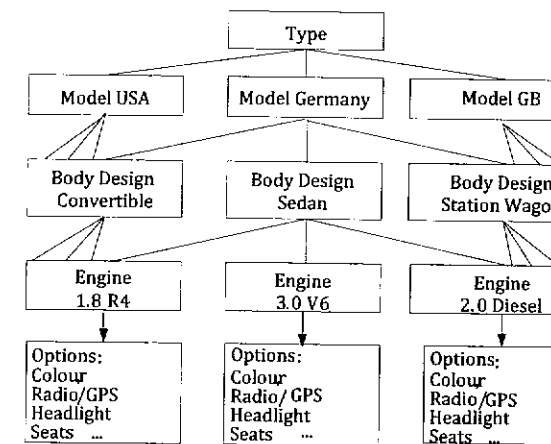 Type
Model USA
Model Germany
Model GB
Body Design
Convertible
Body Design
Sedan
Body Design
Station Wago
Engine
1.8 R4
Engine
3.0 V6
Engine
2.0 Diesel
Options:
Colour
Radio/GPS
Headlight
Seats ...
Options:
Colour
Radio/ GPS
Headlight
Seats ...
Options:
Colour
Radio/GPS
Headlight
Seats ...